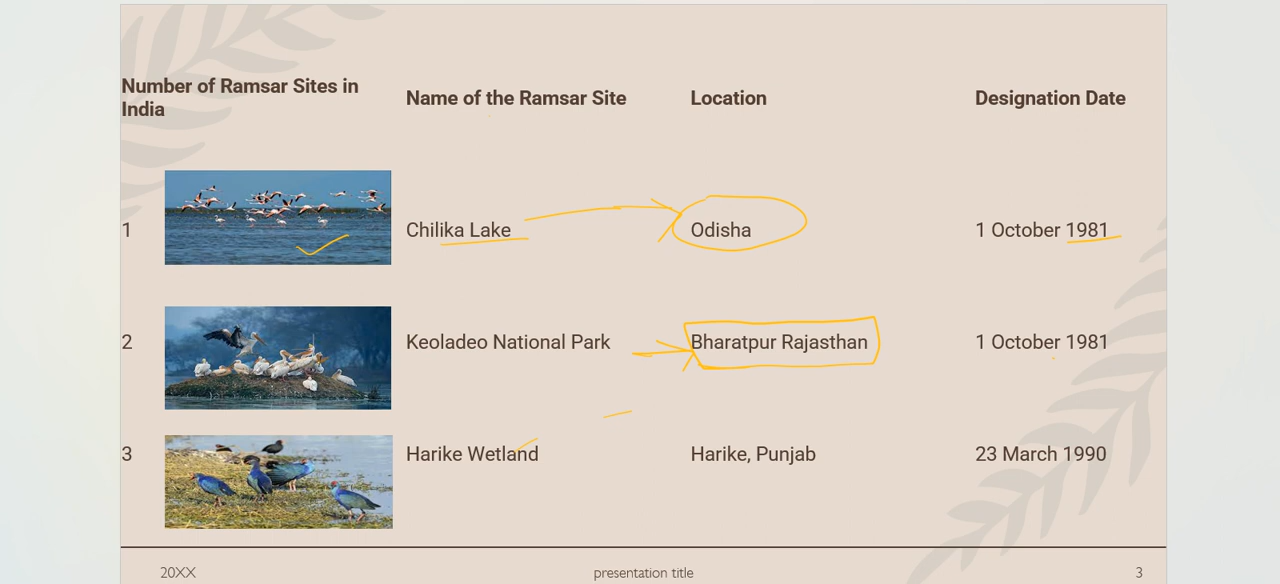 Number of Ramsar Sites in
India
Name of the Ramsar Site
Location
Designation Date
1
Chilika Lake
Odisha
1 October 1981
2
Keoladeo National Park
Bharatpur Rajasthan
1 October 1981
3
Harike Wetland
Harike, Punjab
23 March 1990
20XX
presentation title
3